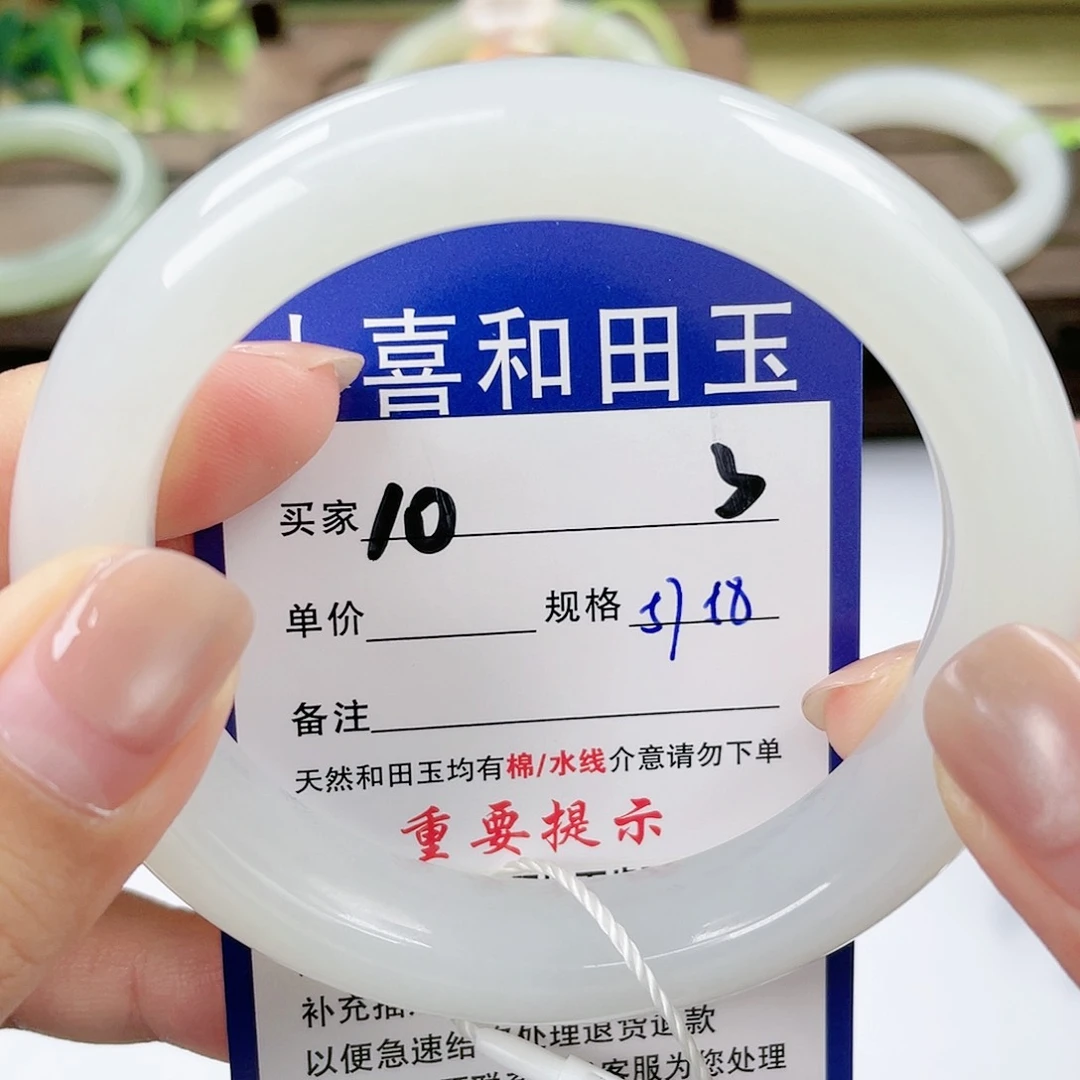 喜和田玉
买家 10
单价 规格 18
备注
天然和田玉均有棉/水线介意请勿下单
重要提示
补充
以便急速给 处理退货退款
客服为您处理